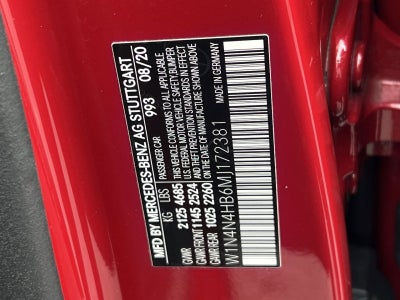 MFD BY MERCEDES-BENZ AG STUTTGART
993 08/20
PASSENGER CAR
KG LBS
GVWR 2125 4685
GAWR FRONT 1145 2524
GAWR REAR 1025 2260
THIS VEHICLE CONFORMS TO ALL APPLICABLE
U.S. FEDERAL MOTOR VEHICLE SAFETY, BUMPER
AND THEFT PREVENTION STANDARDS IN EFFECT
ON THE DATE OF MANUFACTURE SHOWN ABOVE
MADE IN GERMANY
W1N4N4HB6MJ172381